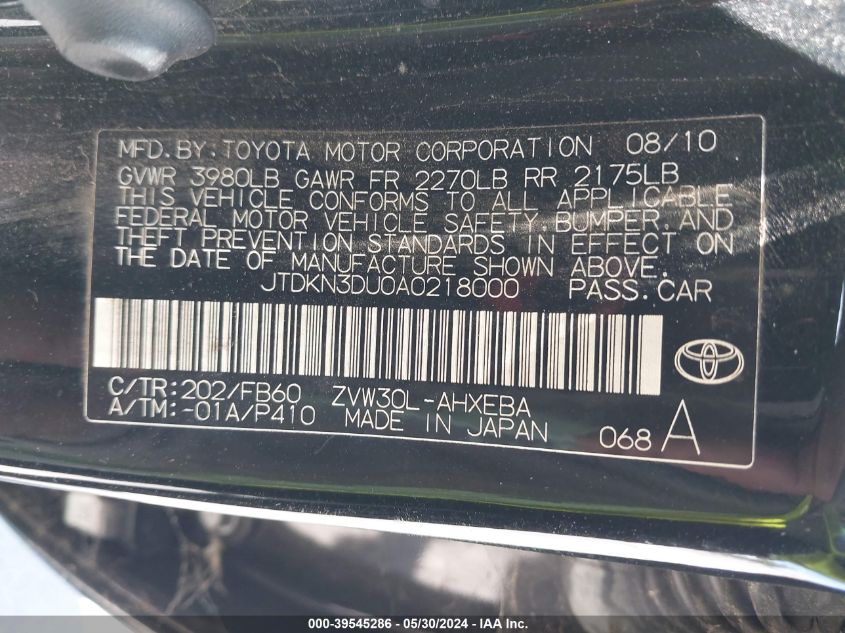 MFD.BY.TOYOTA MOTOR CORPORATION 08/10
GVWR 3980LB GAWR FR 2270LB RR 2175LB
THIS VEHICLE CONFORMS TO ALL APPLICABLE
FEDERAL MOTOR VEHICLE SAFETY,BUMPER,AND
THEFT PREVENTION STANDARDS IN EFFECT ON
THE DATE OF MANUFACTURE SHOWN ABOVE.
JTDKN3DU0A0218000 PASS.CAR
C/TR:202/FB60 ZVW30L-AHXEBA
A/TM:-01A/P410 MADE IN JAPAN
068 A
000-39545286 - 05/30/2024 - IAA Inc.